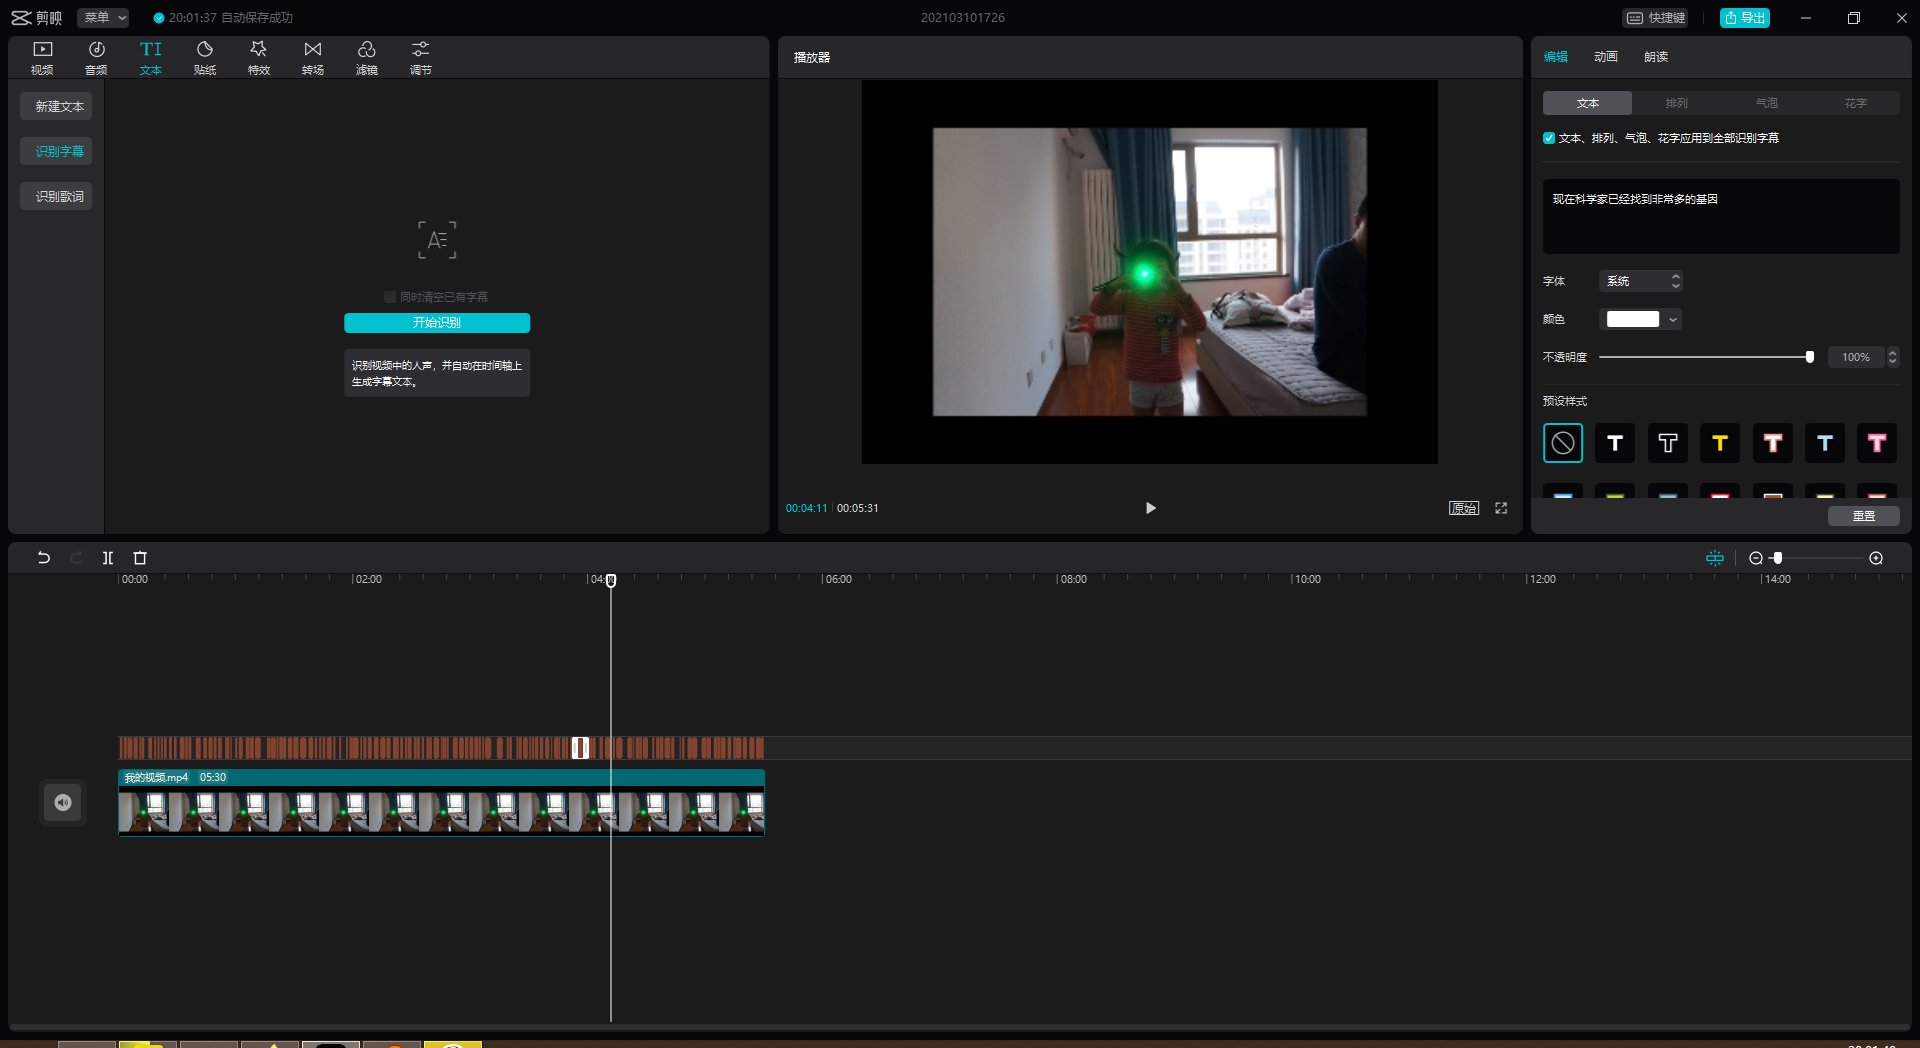 剪映
菜单
20:01:37 自动保存成功
202103101726
快捷键
导出
视频
音频
TI
文本
贴纸
特效
转场
滤镜
调节
新建文本
识别字幕
识别歌词
同时清空已有字幕
开始识别
识别视频中的人声，并自动在时间轴上
生成字幕文本。
播放器
00:04:11
00:05:31
原始
编辑
动画
朗读
文本
排列
气泡
花字
文本、排列、气泡、花字应用到全部识别字幕
现在科学家已经找到非常多的基因
字体
系统
颜色
不透明度
100%
预设样式
T T T T T T
重置
00:00
02:00
06:00
08:00
10:00
12:00
14:00
我的视频.mp4
05:30